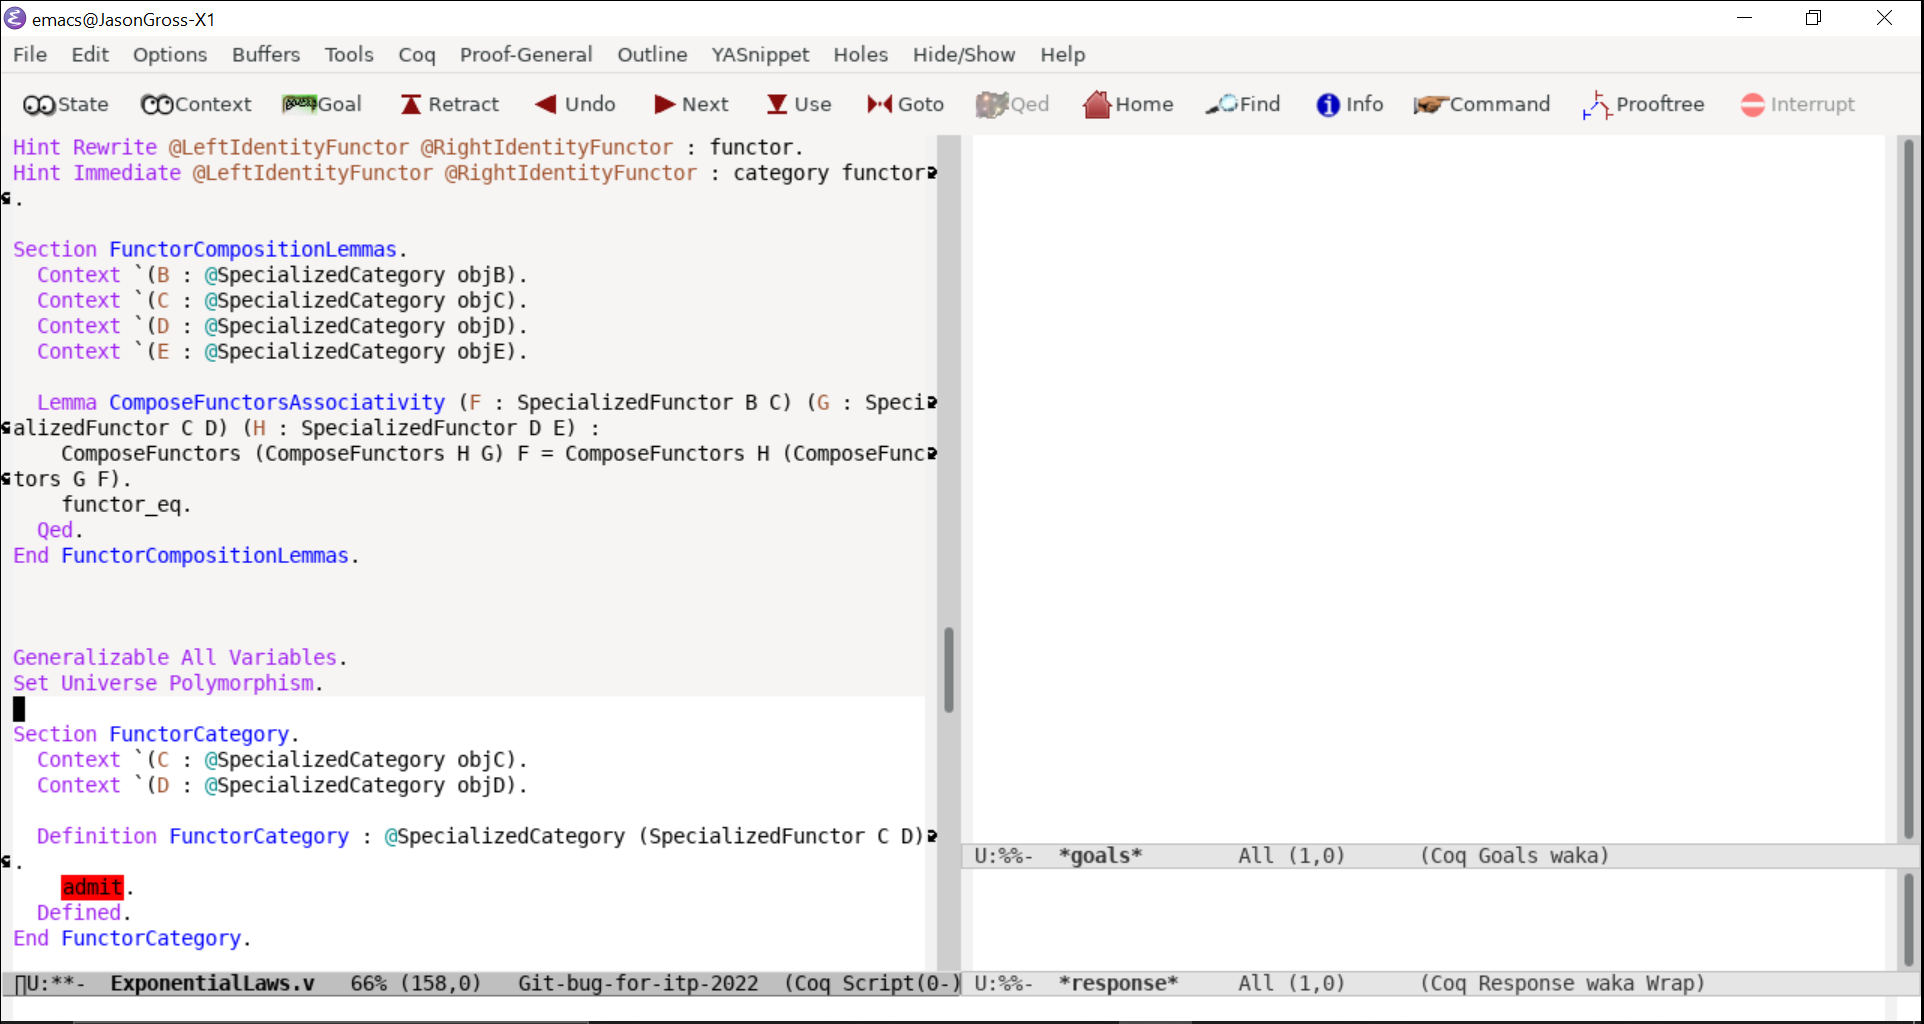 emacs@JasonGross-X1
File Edit Options Buffers Tools Coq Proof-General Outline YASnippet Holes Hide/Show Help
State Context Goal Retract Undo Next Use Goto Qed Home Find Info Command Prooftree Interrupt
Hint Rewrite @LeftIdentityFunctor @RightIdentityFunctor : functor.
Hint Immediate @LeftIdentityFunctor @RightIdentityFunctor : category functor
.
Section FunctorCompositionLemmas.
  Context `(B : @SpecializedCategory objB).
  Context `(C : @SpecializedCategory objC).
  Context `(D : @SpecializedCategory objD).
  Context `(E : @SpecializedCategory objE).
  Lemma ComposeFunctorsAssociativity (F : SpecializedFunctor B C) (G : Speci
alizedFunctor C D) (H : SpecializedFunctor D E) :
    ComposeFunctors (ComposeFunctors H G) F = ComposeFunctors H (ComposeFunc
tors G F).
    functor_eq.
  Qed.
End FunctorCompositionLemmas.
Generalizable All Variables.
Set Universe Polymorphism.
Section FunctorCategory.
  Context `(C : @SpecializedCategory objC).
  Context `(D : @SpecializedCategory objD).
  Definition FunctorCategory : @SpecializedCategory (SpecializedFunctor C D)
.
    admit.
  Defined.
End FunctorCategory.
U:**- ExponentialLaws.v 66% (158,0) Git-bug-for-itp-2022 (Coq Script(0-)
U:%%- *goals* All (1,0) (Coq Goals waka)
U:%%- *response* All (1,0) (Coq Response waka Wrap)